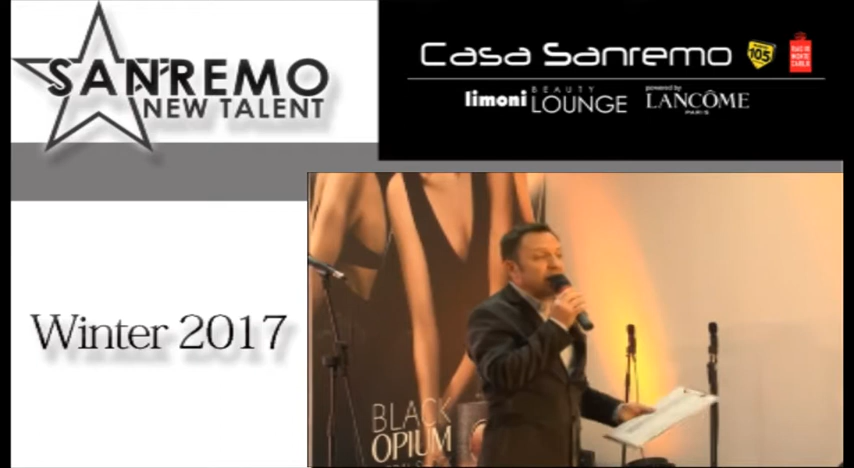 SANREMO
NEW TALENT
Casa Sanremo
105
limoni
BEAUTY
LOUNGE
powered by
LANCÔME
PARIS
Winter 2017
BLACK
OPIUM